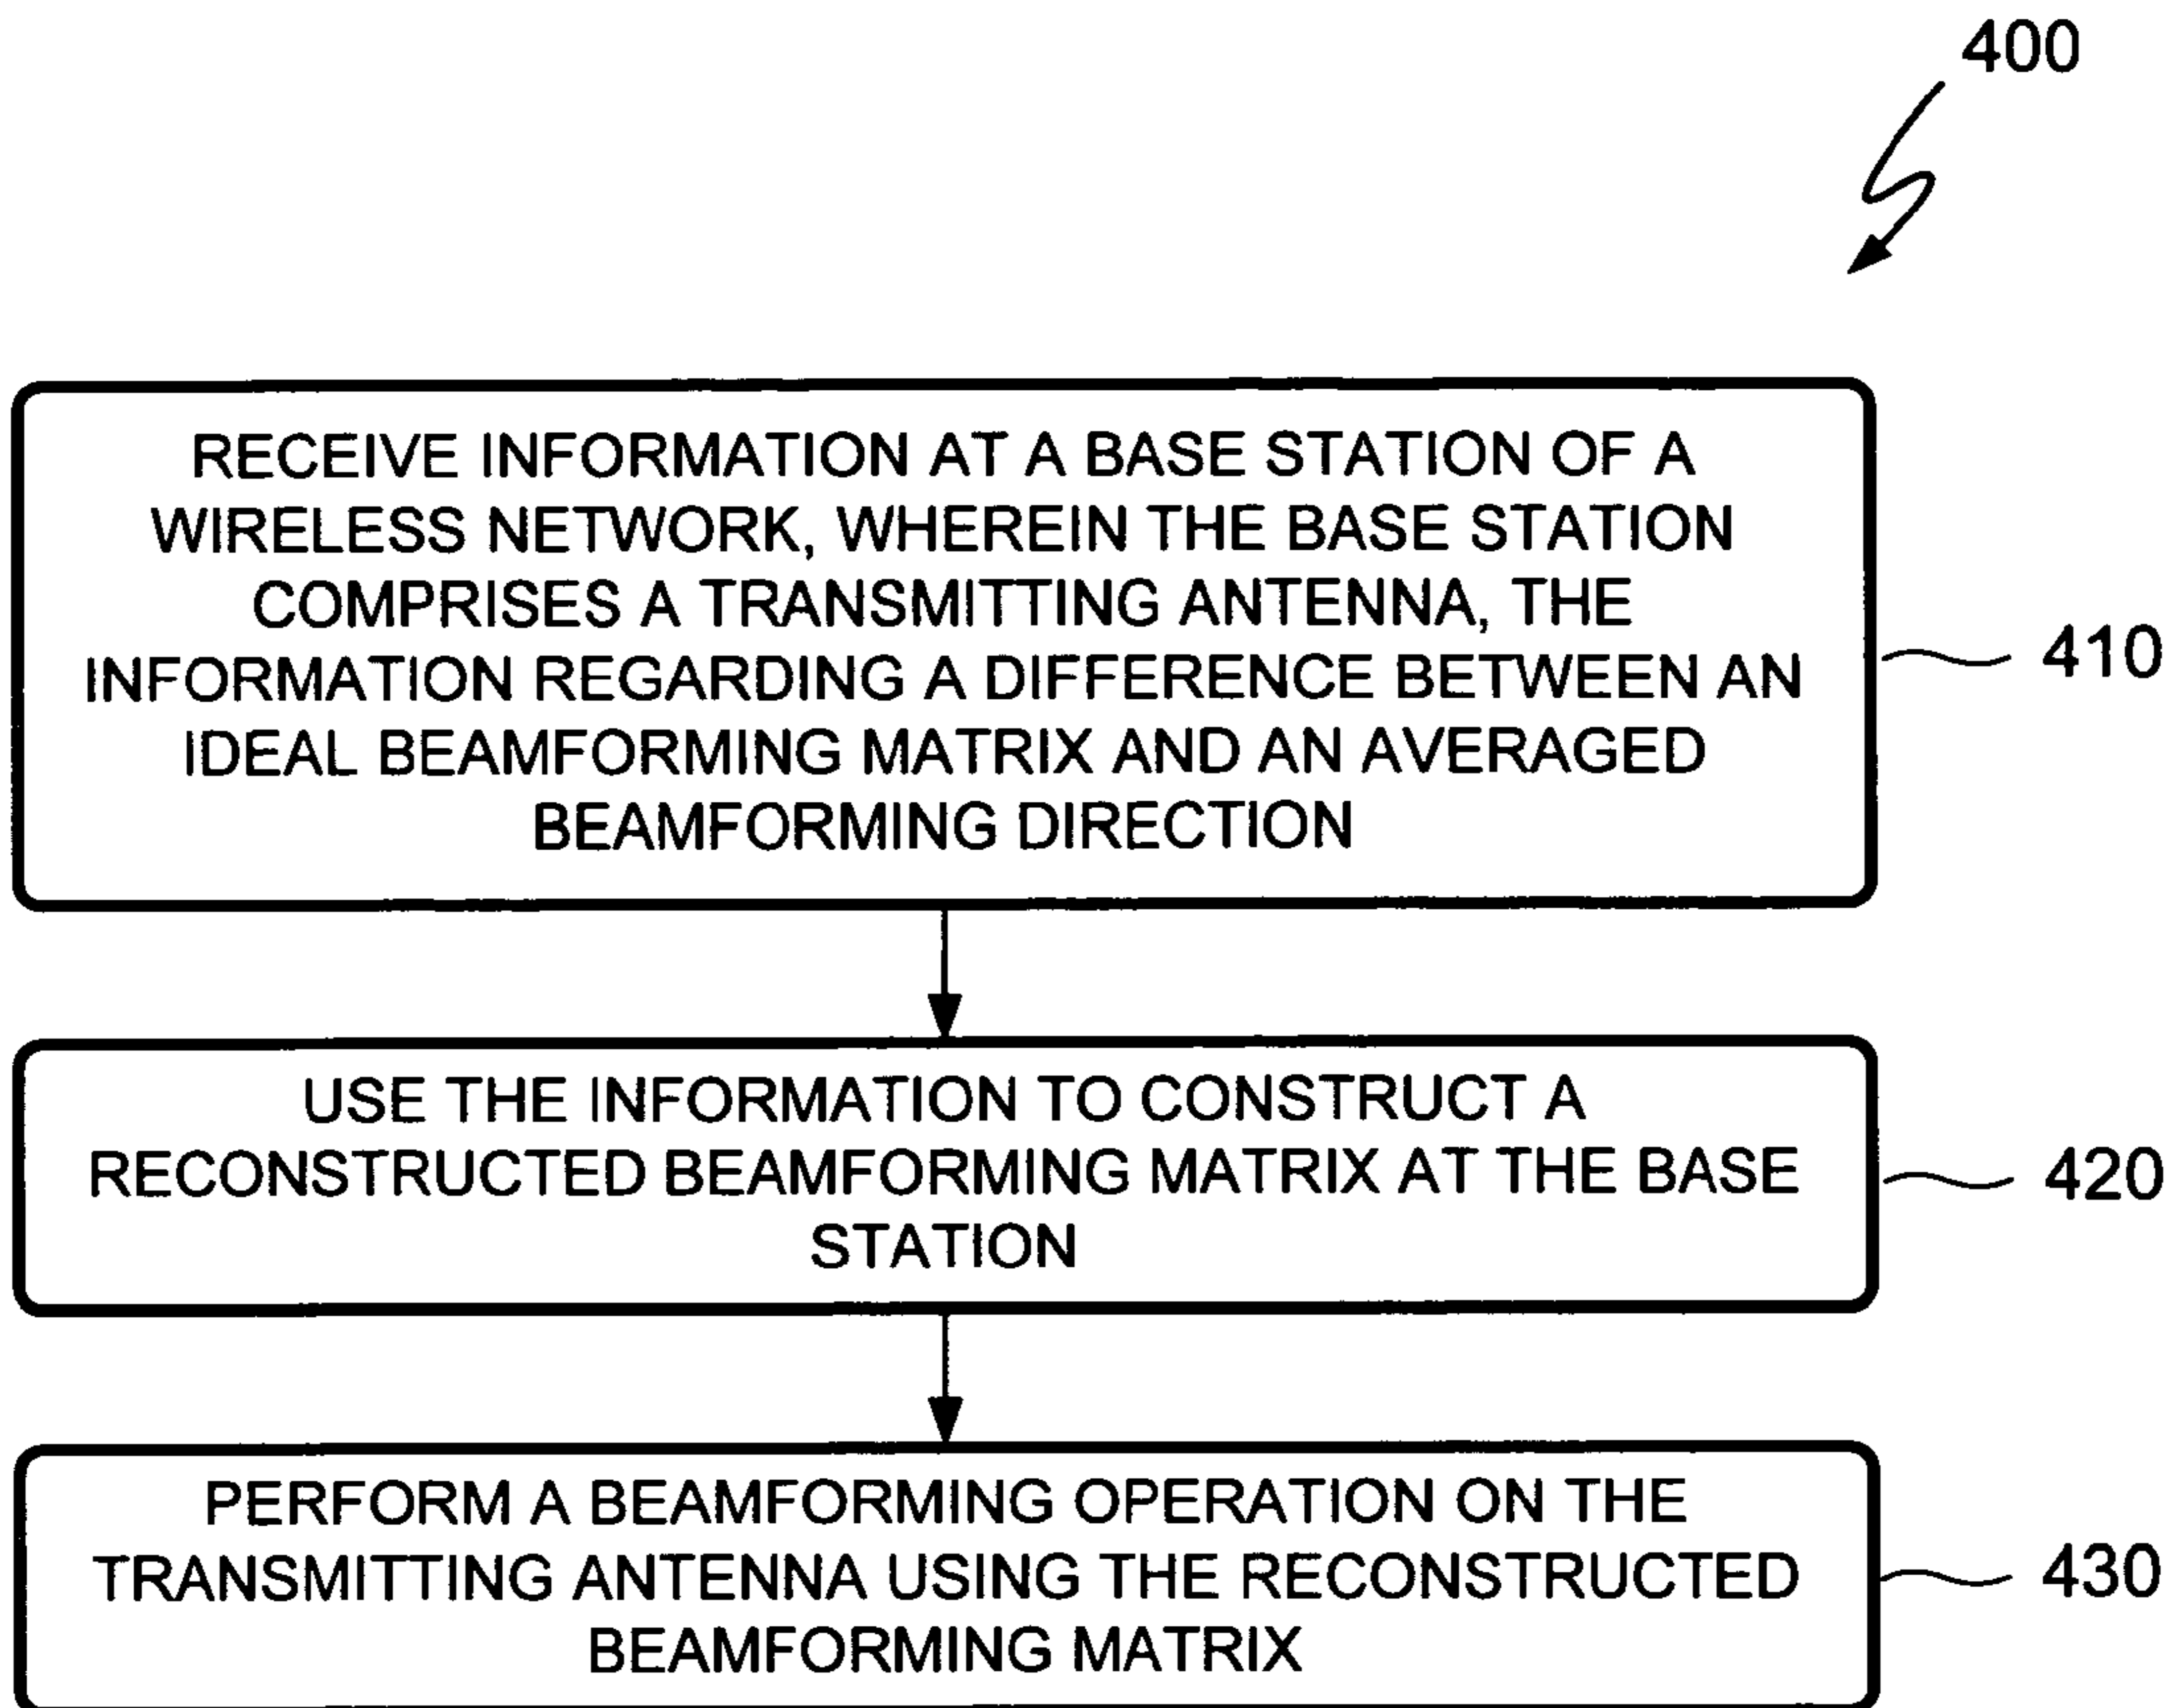 400
RECEIVE INFORMATION AT A BASE STATION OF A
WIRELESS NETWORK, WHEREIN THE BASE STATION
COMPRISES A TRANSMITTING ANTENNA, THE
INFORMATION REGARDING A DIFFERENCE BETWEEN AN
IDEAL BEAMFORMING MATRIX AND AN AVERAGED
BEAMFORMING DIRECTION
410
USE THE INFORMATION TO CONSTRUCT A
RECONSTRUCTED BEAMFORMING MATRIX AT THE BASE
STATION
420
PERFORM A BEAMFORMING OPERATION ON THE
TRANSMITTING ANTENNA USING THE RECONSTRUCTED
BEAMFORMING MATRIX
430